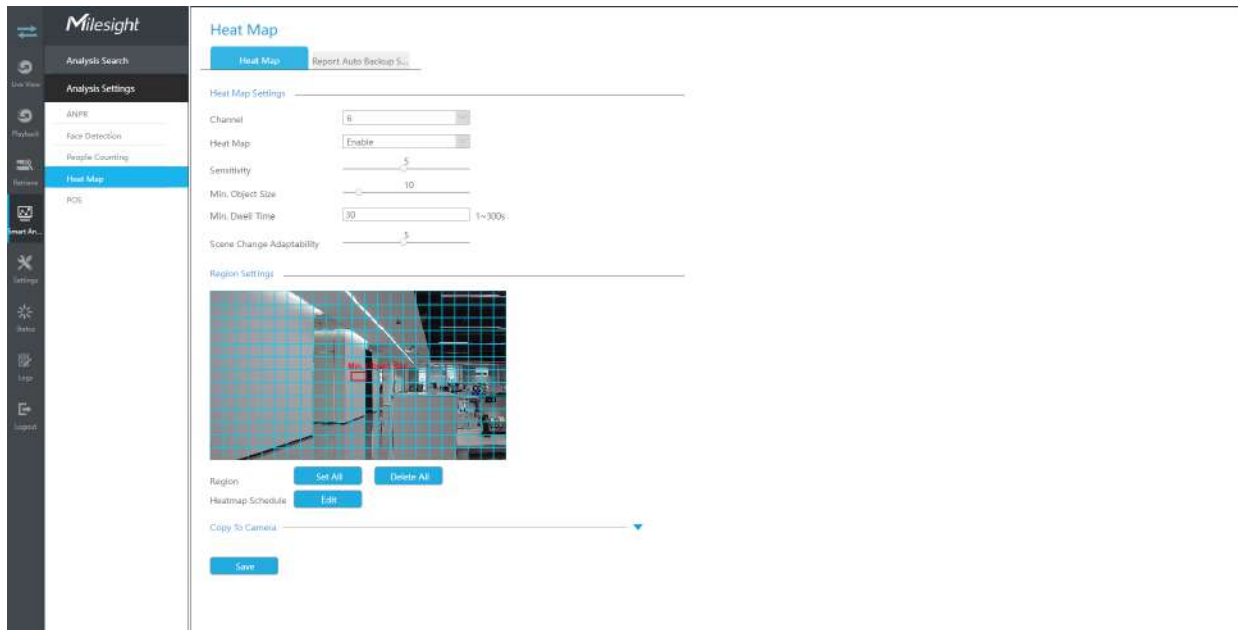 Milesight
Analysis Search
Analysis Settings
ANPR
Face Detection
People Counting
Heat Map
POS
Live View
Playback
Retrieve
Smart An...
Settings
Status
Logs
Logout
Heat Map
Heat Map
Report Auto Backup S...
Heat Map Settings
Channel 6
Heat Map Enable
Sensitivity 5
Min. Object Size 10
Min. Dwell Time 30 1~300s
Scene Change Adaptability 5
Region Settings
Min. Object Size
Region Set All Delete All
Heatmap Schedule Edit
Copy To Camera
Save